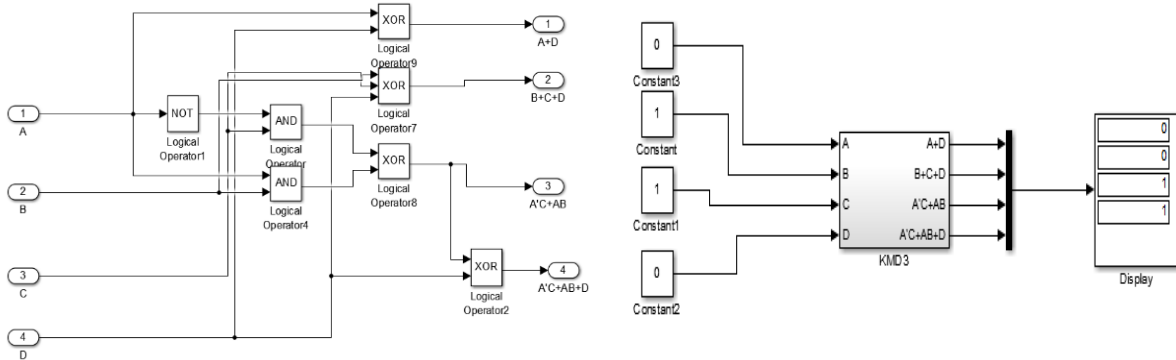 XOR
Logical
Operator9
1
A+D
XOR
Logical
Operator7
2
B+C+D
1
A
NOT
Logical
Operator1
AND
Logical
Operator
XOR
Logical
Operator8
2
B
AND
Logical
Operator4
3
A'C+AB
3
C
XOR
Logical
Operator2
4
A'C+AB+D
4
D
0
Constant3
1
Constant
1
Constant1
0
Constant2
A
B
C
D
A+D
B+C+D
A'C+AB
A'C+AB+D
KMD3
0
0
1
1
Display